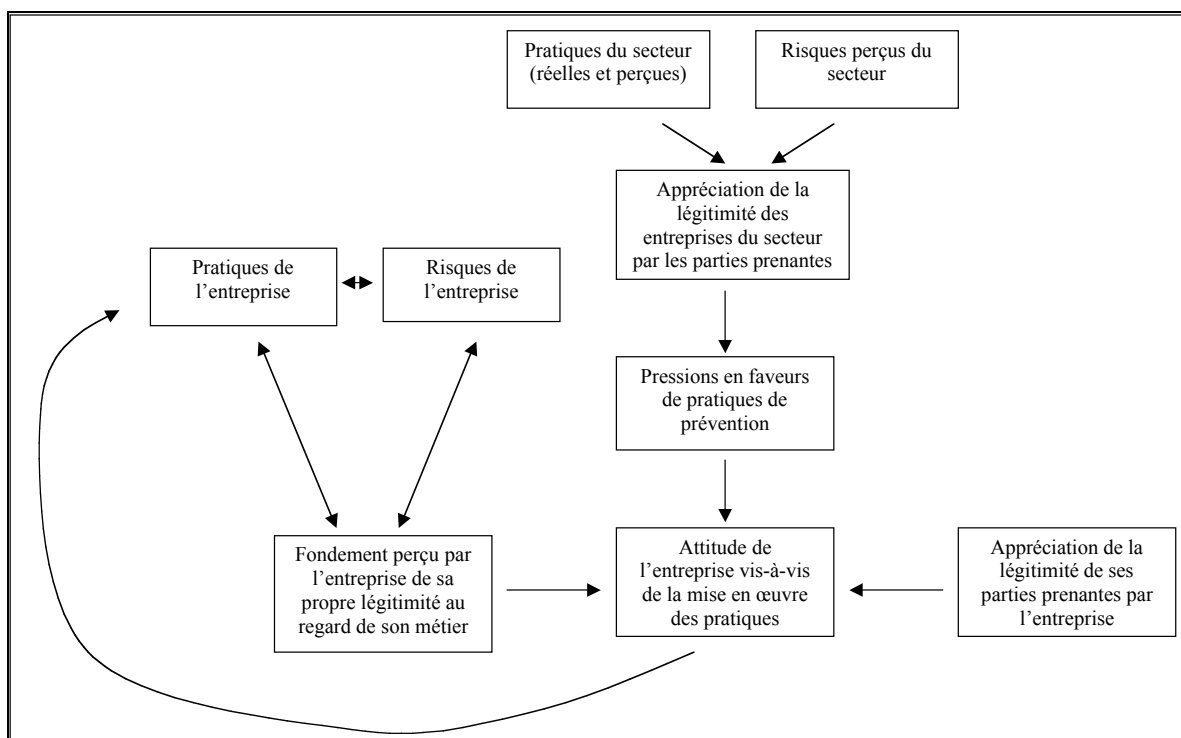 Pratiques du secteur
(réelles et perçues)
Risques perçus du
secteur
Appréciation de la
légitimité des
entreprises du secteur
par les parties prenantes
Pratiques de
l’entreprise
Risques de
l’entreprise
Pressions en faveurs
de pratiques de
prévention
Fondement perçu par
l’entreprise de sa
propre légitimité au
regard de son métier
Attitude de
l’entreprise vis-à-vis
de la mise en œuvre
des pratiques
Appréciation de la
légitimité de ses
parties prenantes par
l’entreprise